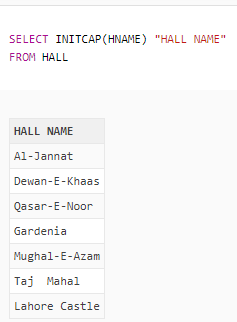 SELECT INITCAP(HNAME) "HALL NAME"
FROM HALL
HALL NAME
Al-Jannat
Dewan-E-Khaas
Qasar-E-Noor
Gardenia
Mughal-E-Azam
Taj  Mahal
Lahore Castle